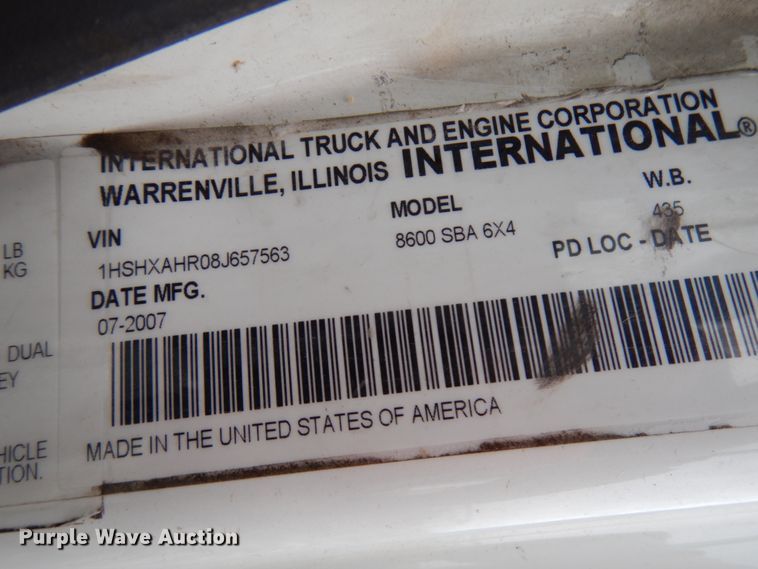 INTERNATIONAL TRUCK AND ENGINE CORPORATION
WARRENVILLE, ILLINOIS INTERNATIONAL®
VIN MODEL W.B.
1HSHXAHR08J657563 8600 SBA 6X4 435
DATE MFG. PD LOC - DATE
07-2007
MADE IN THE UNITED STATES OF AMERICA
LB
KG
DUAL
EY
HICLE
TION.
Purple Wave Auction